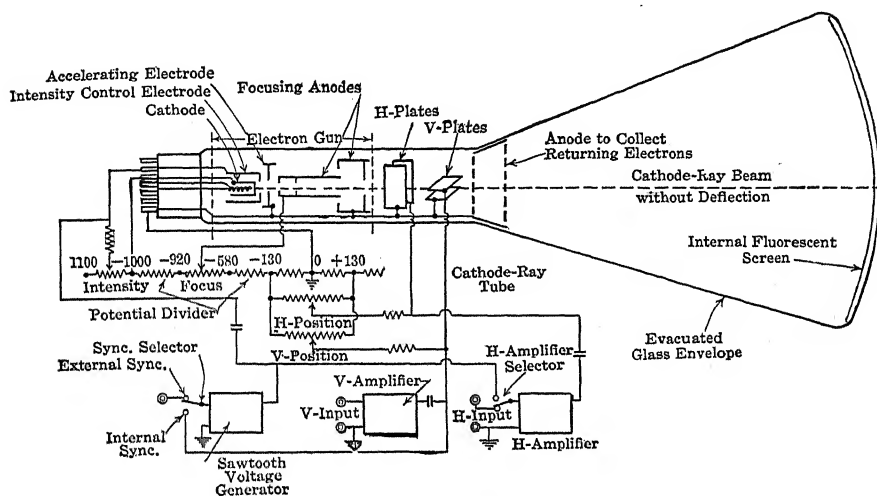 Accelerating Electrode
Intensity Control Electrode
Cathode
Focusing Anodes
Electron Gun
H-Plates
V-Plates
Anode to Collect
Returning Electrons
Cathode-Ray Beam
without Deflection
Internal Fluorescent
Screen
1100 -1000 -920 -580 -130 0 +130
Intensity
Focus
Potential Divider
Cathode-Ray
Tube
H-Position
V-Position
Evacuated
Glass Envelope
Sync. Selector
External Sync.
Internal
Sync.
Sawtooth
Voltage
Generator
V-Amplifier
V-Input
H-Amplifier
Selector
H-Input
H-Amplifier